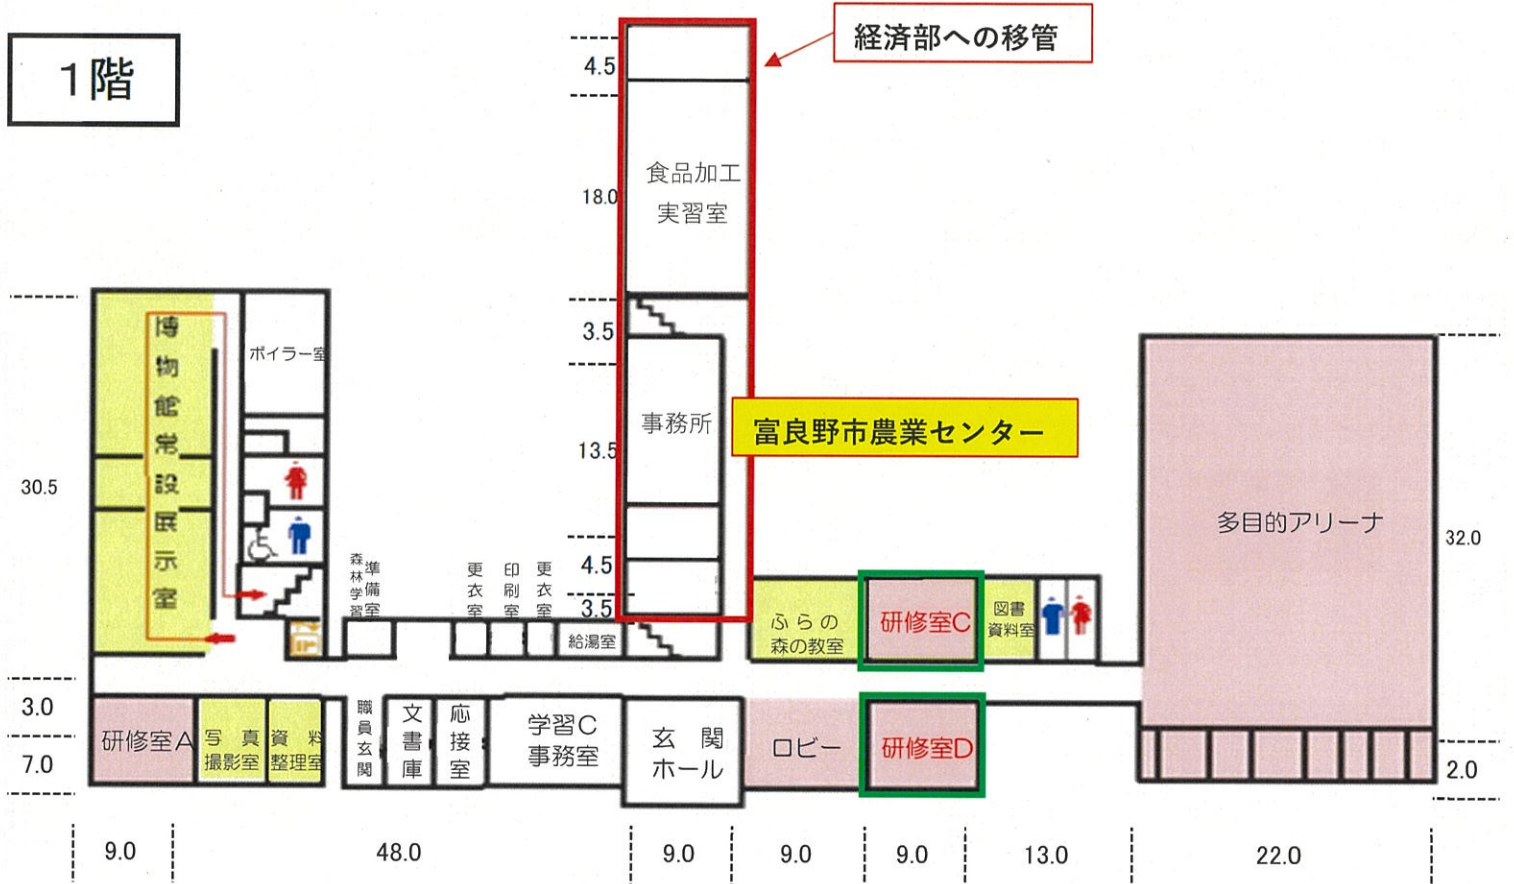 1階
経済部への移管
4.5
食品加工
実習室
18.0
3.5
ボイラー室
博物館常設展示室
事務所
富良野市農業センター
13.5
30.5
多目的アリーナ
32.0
4.5
3.5
森林学習
準備室
更衣室
印刷室
更衣室
給湯室
ふらの
森の教室
研修室C
図書
資料室
3.0
7.0
研修室A
写真
撮影室
資料
整理室
職員玄関
文書庫
応接室
学習C
事務室
玄関
ホール
ロビー
研修室D
2.0
9.0
48.0
9.0
9.0
9.0
13.0
22.0